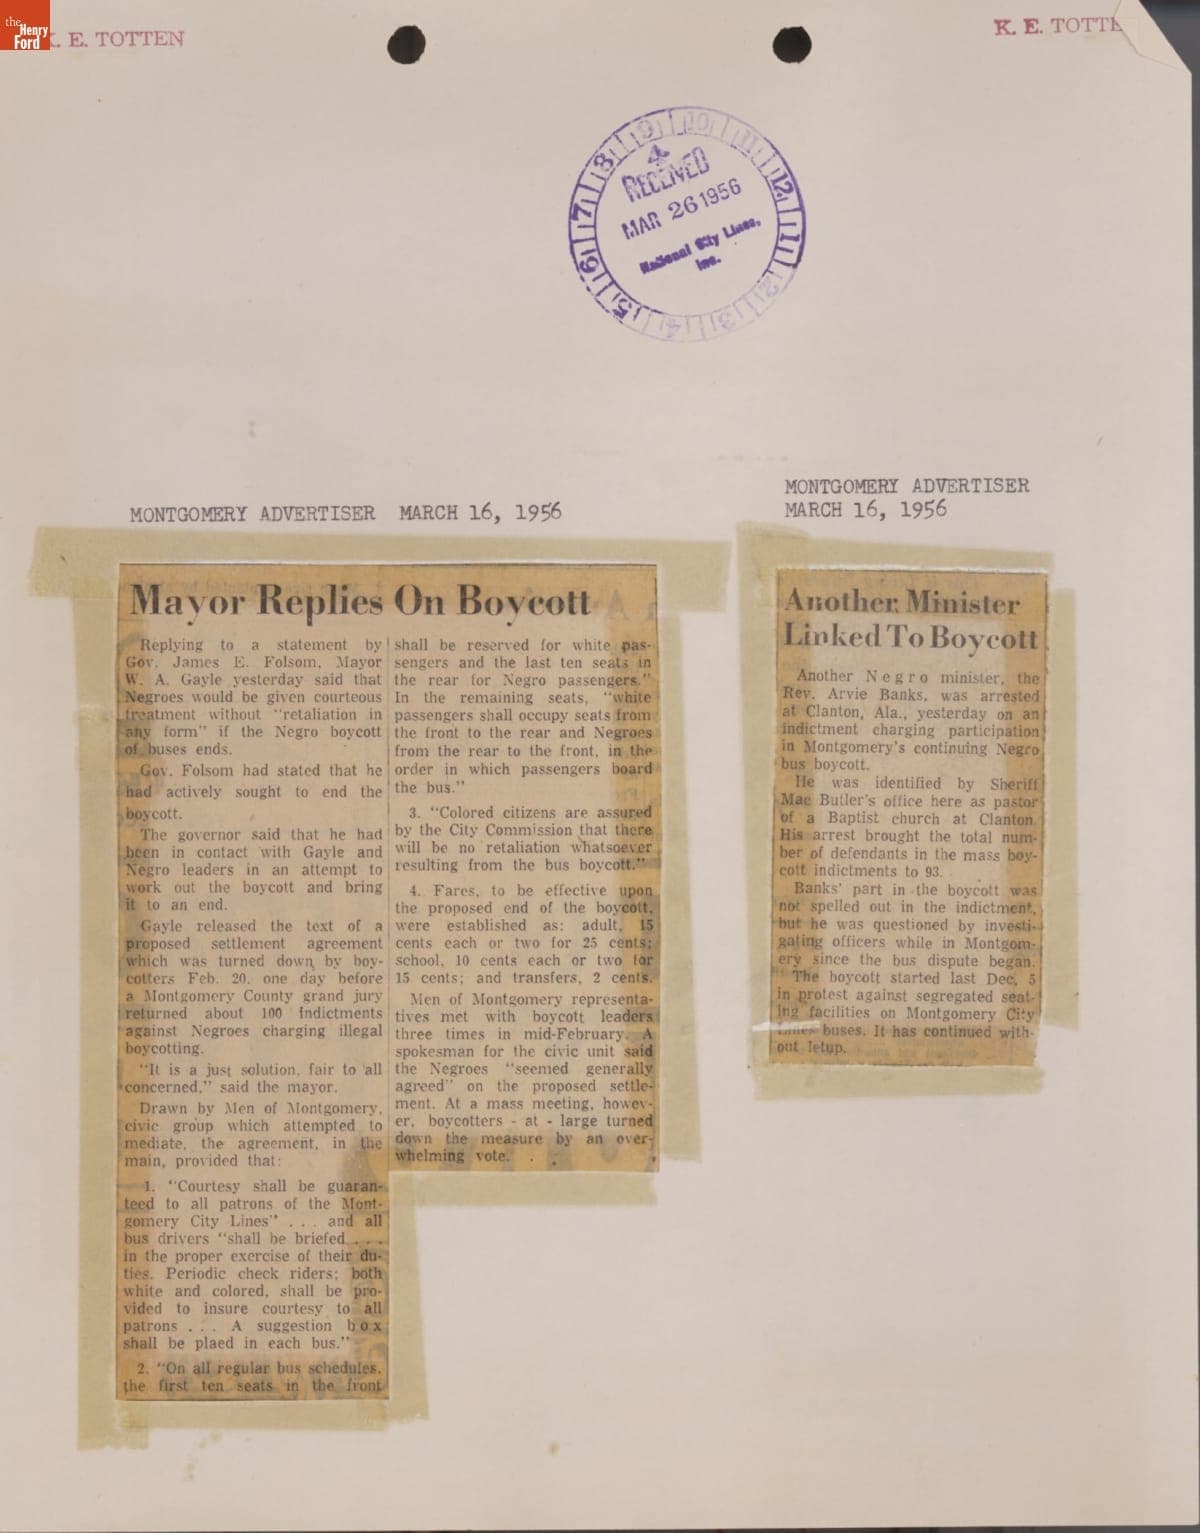 the
Henry
Ford
K. E. TOTTEN
K. E. TOTTE
9 10 11 12 1 2 3 4 5 6 7 8
RECEIVED
MAR 26 1956
National City Lines,
Inc.
MONTGOMERY ADVERTISER MARCH 16, 1956
Mayor Replies On Boycott
Replying to a statement by
Gov. James E. Folsom, Mayor
W. A. Gayle yesterday said that
Negroes would be given courteous
treatment without "retaliation in
any form" if the Negro boycott
of buses ends.
Gov. Folsom had stated that he
had actively sought to end the
boycott.
The governor said that he had
been in contact with Gayle and
Negro leaders in an attempt to
work out the boycott and bring
it to an end.
Gayle released the text of a
proposed settlement agreement
which was turned down by boy-
cotters Feb. 20, one day before
a Montgomery County grand jury
returned about 100 indictments
against Negroes charging illegal
boycotting.
"It is a just solution, fair to all
concerned," said the mayor.
Drawn by Men of Montgomery,
civic group which attempted to
mediate, the agreement, in the
main, provided that:
1. "Courtesy shall be guaran-
teed to all patrons of the Mont-
gomery City Lines" . . . and all
bus drivers "shall be briefed . . .
in the proper exercise of their du-
ties. Periodic check riders; both
white and colored, shall be pro-
vided to insure courtesy to all
patrons . . . A suggestion box
shall be plaed in each bus."
2. "On all regular bus schedules,
the first ten seats in the front
shall be reserved for white pas-
sengers and the last ten seats in
the rear for Negro passengers."
In the remaining seats, "white
passengers shall occupy seats from
the front to the rear and Negroes
from the rear to the front, in the
order in which passengers board
the bus."
3. "Colored citizens are assured
by the City Commission that there
will be no retaliation whatsoever
resulting from the bus boycott."
4. Fares, to be effective upon
the proposed end of the boycott,
were established as: adult, 15
cents each or two for 25 cents;
school, 10 cents each or two for
15 cents; and transfers, 2 cents.
Men of Montgomery representa-
tives met with boycott leaders
three times in mid-February. A
spokesman for the civic unit said
the Negroes "seemed generally
agreed" on the proposed settle-
ment. At a mass meeting, howev-
er, boycotters - at - large turned
down the measure by an over-
whelming vote.
MONTGOMERY ADVERTISER
MARCH 16, 1956
Another Minister
Linked To Boycott
Another Negro minister, the
Rev. Arvie Banks, was arrested
at Clanton, Ala., yesterday on an
indictment charging participation
in Montgomery's continuing Negro
bus boycott.
He was identified by Sheriff
Mac Butler's office here as pastor
of a Baptist church at Clanton.
His arrest brought the total num-
ber of defendants in the mass boy-
cott indictments to 93.
Banks' part in the boycott was
not spelled out in the indictment,
but he was questioned by investi-
gating officers while in Montgom-
ery since the bus dispute began.
The boycott started last Dec. 5
in protest against segregated seat-
ing facilities on Montgomery City
Lines buses. It has continued with-
out letup.